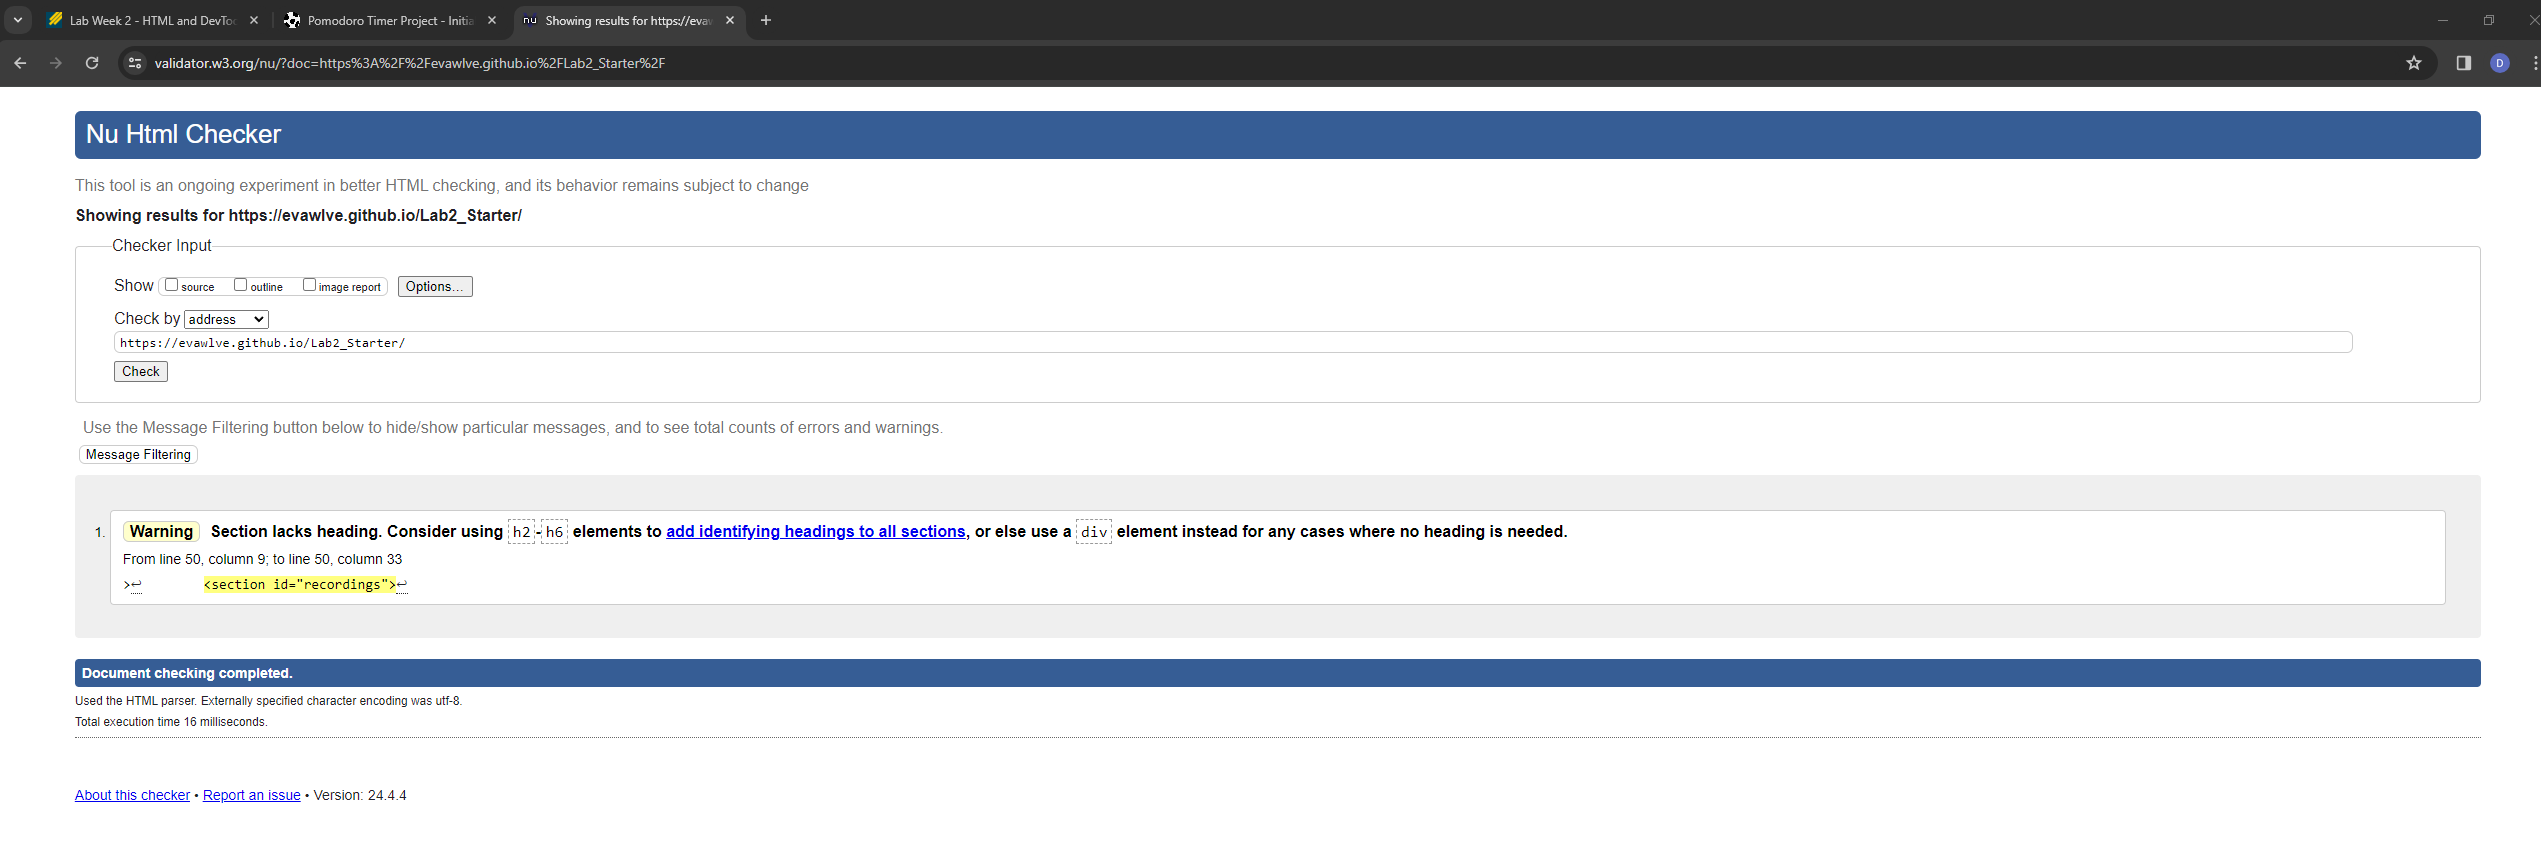 Lab Week 2 - HTML and DevToo
Pomodoro Timer Project - Initia
nu Showing results for https://evaw
validator.w3.org/nu/?doc=https%3A%2F%2Fevawlve.github.io%2FLab2_Starter%2F
D
Nu Html Checker
This tool is an ongoing experiment in better HTML checking, and its behavior remains subject to change
Showing results for https://evawlve.github.io/Lab2_Starter/
Checker Input
Show source outline image report Options...
Check by address
https://evawlve.github.io/Lab2_Starter/
Check
Use the Message Filtering button below to hide/show particular messages, and to see total counts of errors and warnings.
Message Filtering
1. Warning Section lacks heading. Consider using h2-h6 elements to add identifying headings to all sections, or else use a div element instead for any cases where no heading is needed.
From line 50, column 9; to line 50, column 33
>↩ <section id="recordings">↩
Document checking completed.
Used the HTML parser. Externally specified character encoding was utf-8.
Total execution time 16 milliseconds.
About this checker • Report an issue • Version: 24.4.4